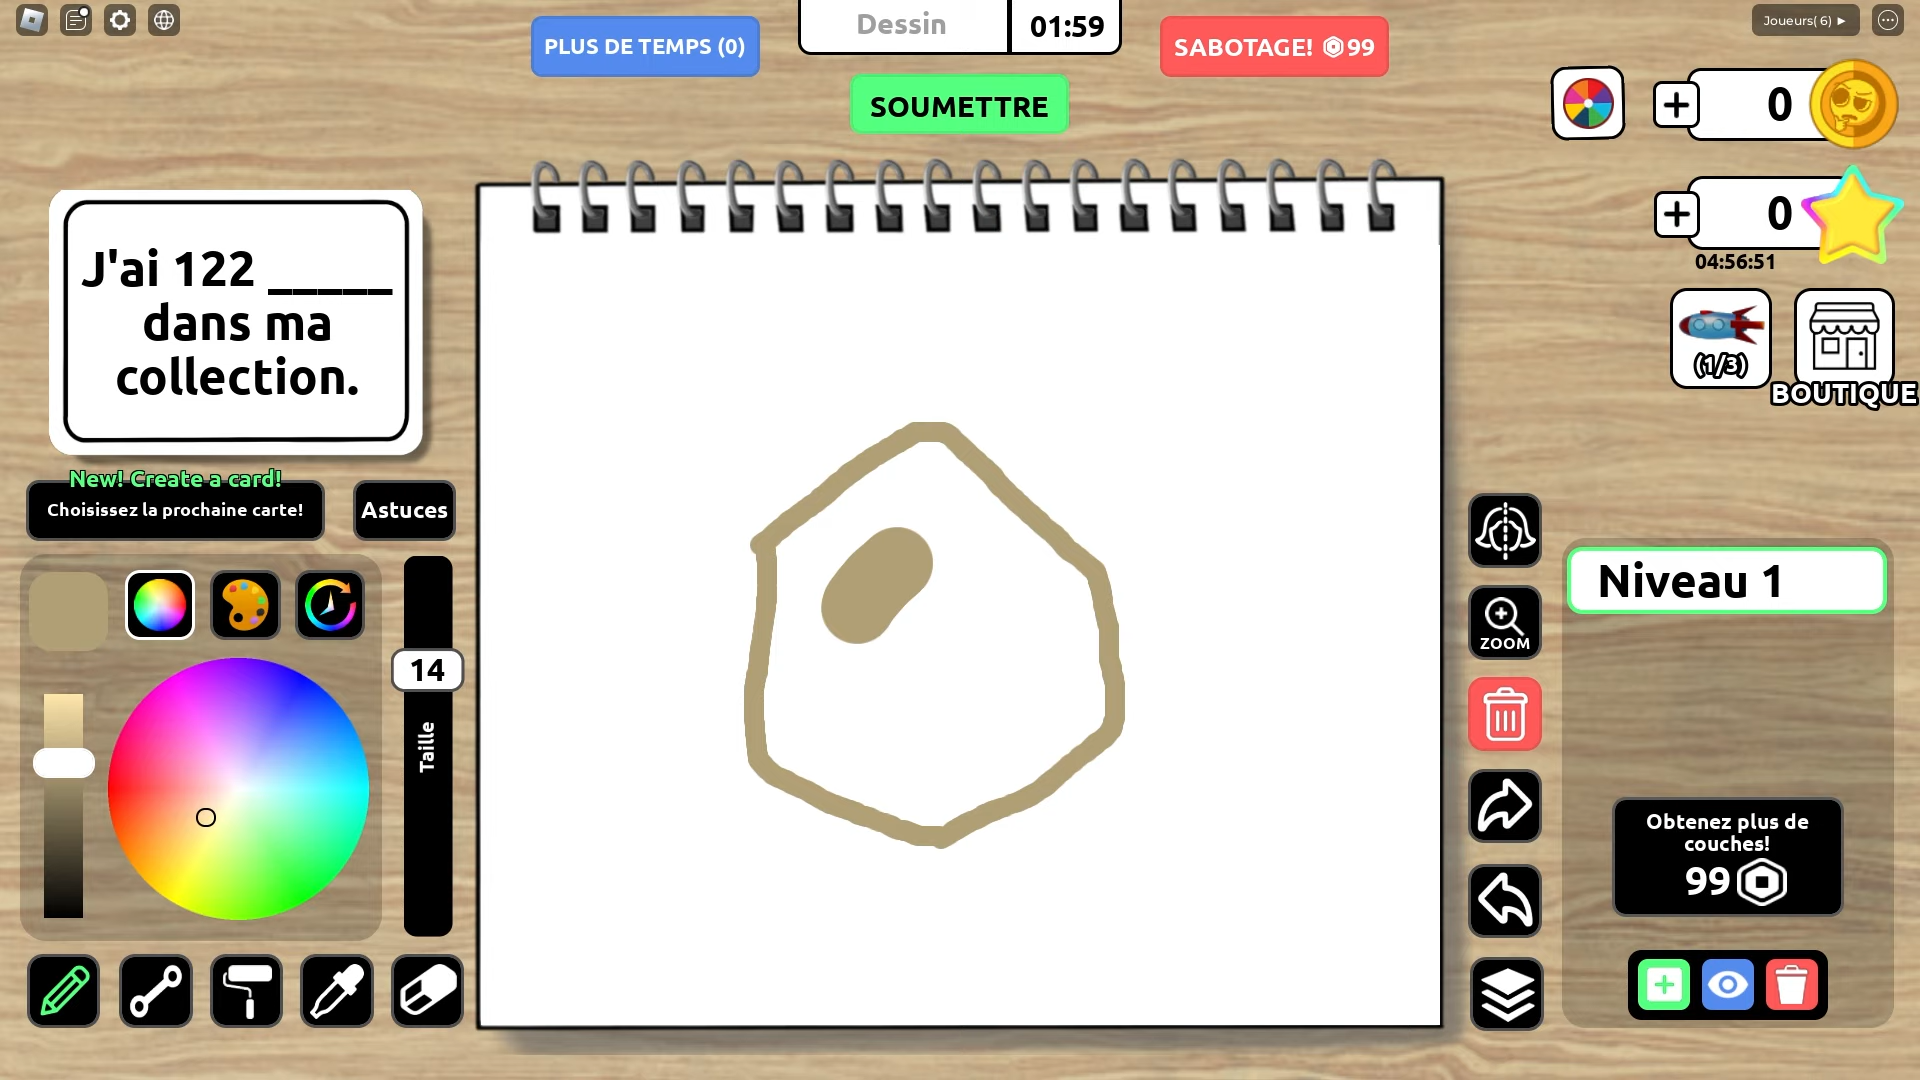 Dessin
01:59
Joueurs( 6) ►
PLUS DE TEMPS (0)
SABOTAGE! 99
SOUMETTRE
0
0
04:56:51
(1/3)
BOUTIQUE
J'ai 122 _____
dans ma
collection.
New! Create a card!
Choisissez la prochaine carte!
Astuces
14
Taille
ZOOM
Niveau 1
Obtenez plus de
couches!
99